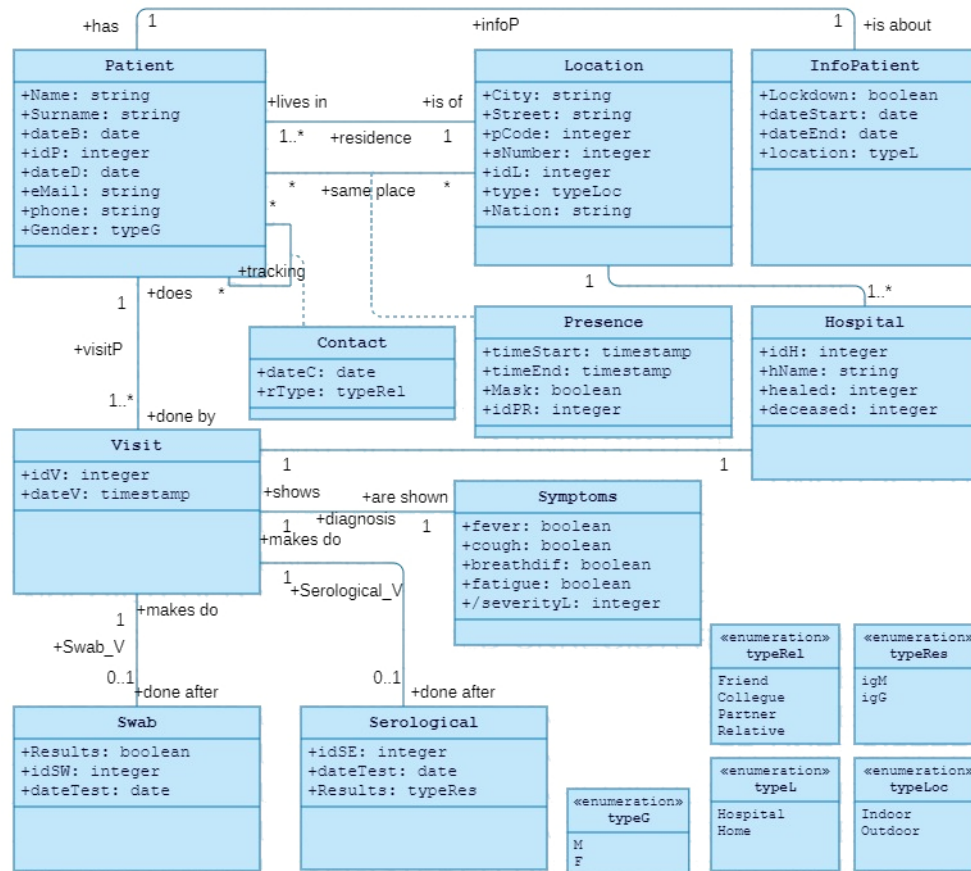 1
1
+has
+infoP
+is about
Patient
+Name: string
+Surname: string
+dateB: date
+idP: integer
+dateD: date
+eMail: string
+phone: string
+Gender: typeG
+lives in
+is of
1..*
+residence
1
*
+same place
*
*
+tracking
*
Location
+City: string
+Street: string
+pCode: integer
+sNumber: integer
+idL: integer
+type: typeLoc
+Nation: string
InfoPatient
+Lockdown: boolean
+dateStart: date
+dateEnd: date
+location: typeL
+does
1
+visitP
1..*
+done by
1
1..*
Contact
+dateC: date
+rType: typeRel
Presence
+timeStart: timestamp
+timeEnd: timestamp
+Mask: boolean
+idPR: integer
Hospital
+idH: integer
+hName: string
+healed: integer
+deceased: integer
Visit
+idV: integer
+dateV: timestamp
1
1
+shows
+are shown
1
+diagnosis
1
+makes do
1
+Serological_V
Symptoms
+fever: boolean
+cough: boolean
+breathdif: boolean
+fatigue: boolean
+/severityL: integer
+makes do
1
+Swab_V
0..1
+done after
0..1
+done after
Swab
+Results: boolean
+idSW: integer
+dateTest: date
Serological
+idSE: integer
+dateTest: date
+Results: typeRes
«enumeration»
typeRel
Friend
Collegue
Partner
Relative
«enumeration»
typeRes
igM
igG
«enumeration»
typeG
M
F
«enumeration»
typeL
Hospital
Home
«enumeration»
typeLoc
Indoor
Outdoor